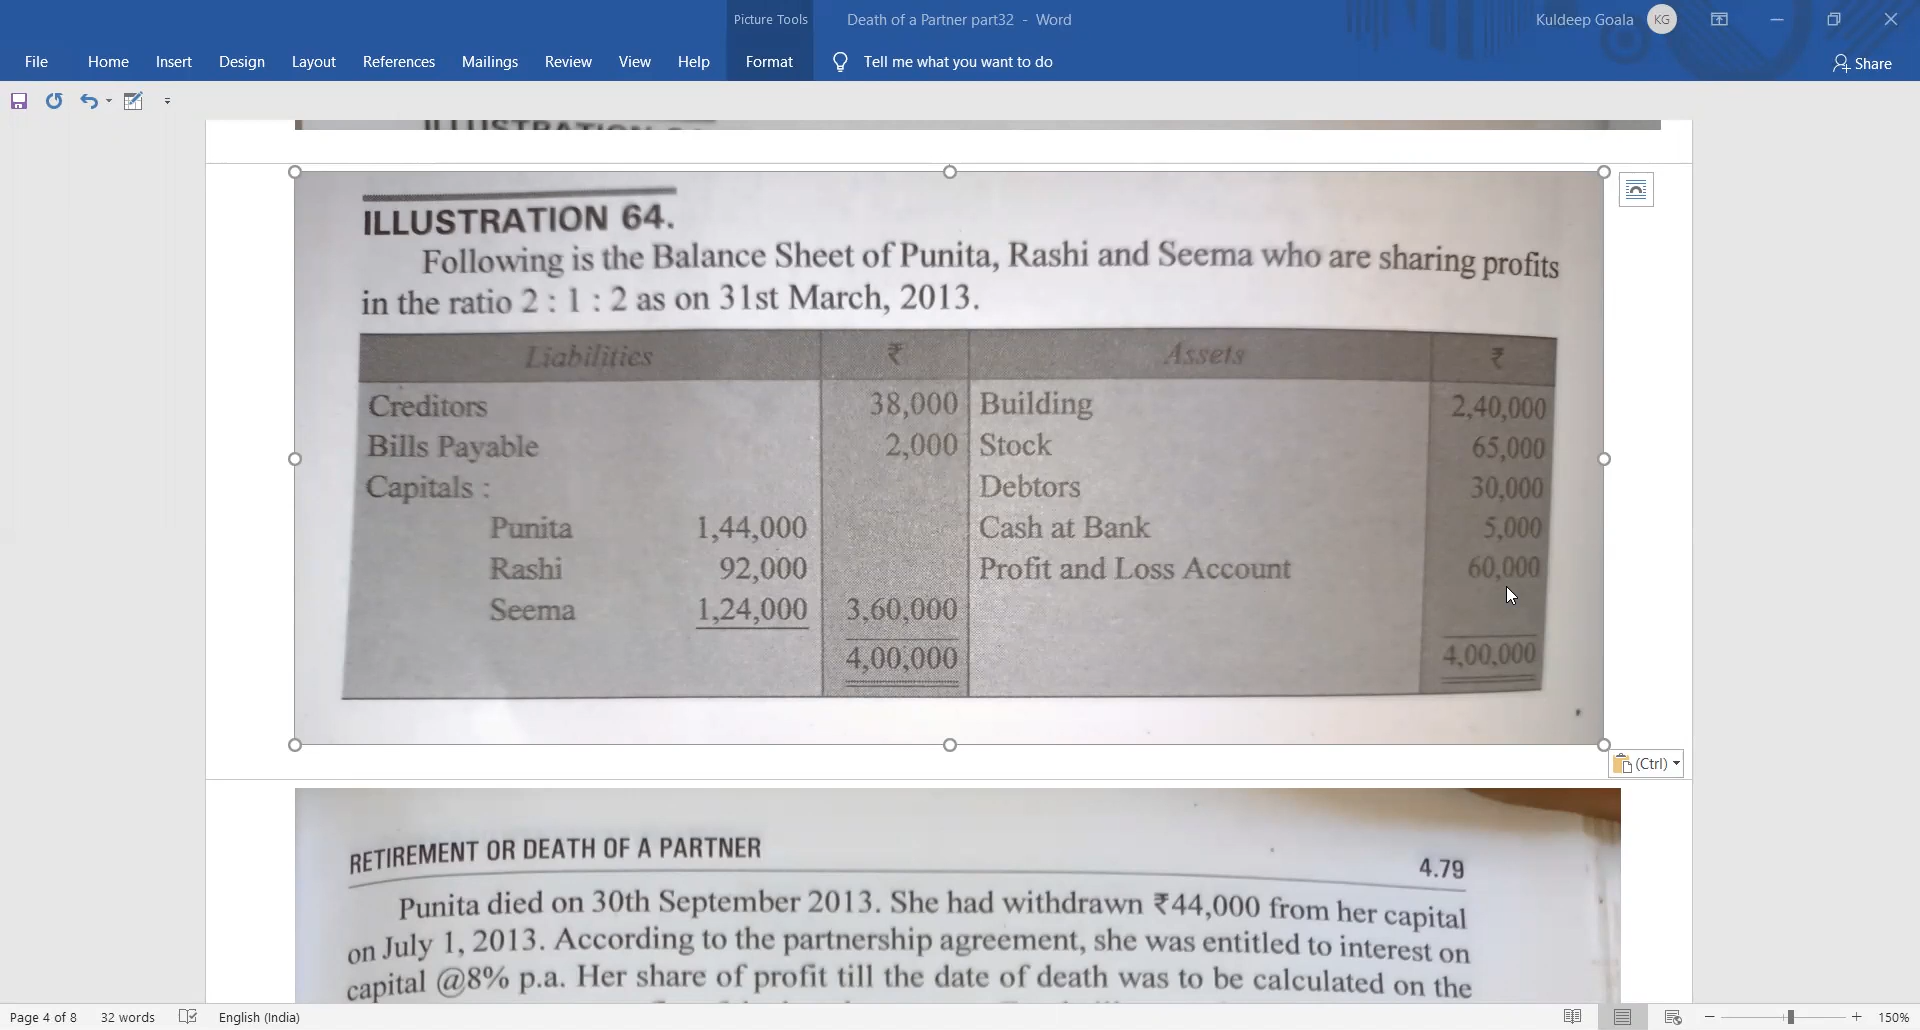 Picture Tools
Death of a Partner part32 - Word
Kuldeep Goala KG
File Home Insert Design Layout References Mailings Review View Help Format Tell me what you want to do Share
ILLUSTRATION 64.
Following is the Balance Sheet of Punita, Rashi and Seema who are sharing profits
in the ratio 2 : 1 : 2 as on 31st March, 2013.
Liabilities ₹ Assets ₹
Creditors 38,000 Building 2,40,000
Bills Payable 2,000 Stock 65,000
Capitals : Debtors 30,000
Punita 1,44,000 Cash at Bank 5,000
Rashi 92,000 Profit and Loss Account 60,000
Seema 1,24,000 3,60,000
4,00,000 4,00,000
(Ctrl)
RETIREMENT OR DEATH OF A PARTNER 4.79
Punita died on 30th September 2013. She had withdrawn ₹44,000 from her capital
on July 1, 2013. According to the partnership agreement, she was entitled to interest on
capital @8% p.a. Her share of profit till the date of death was to be calculated on the
Page 4 of 8 32 words English (India) 150%